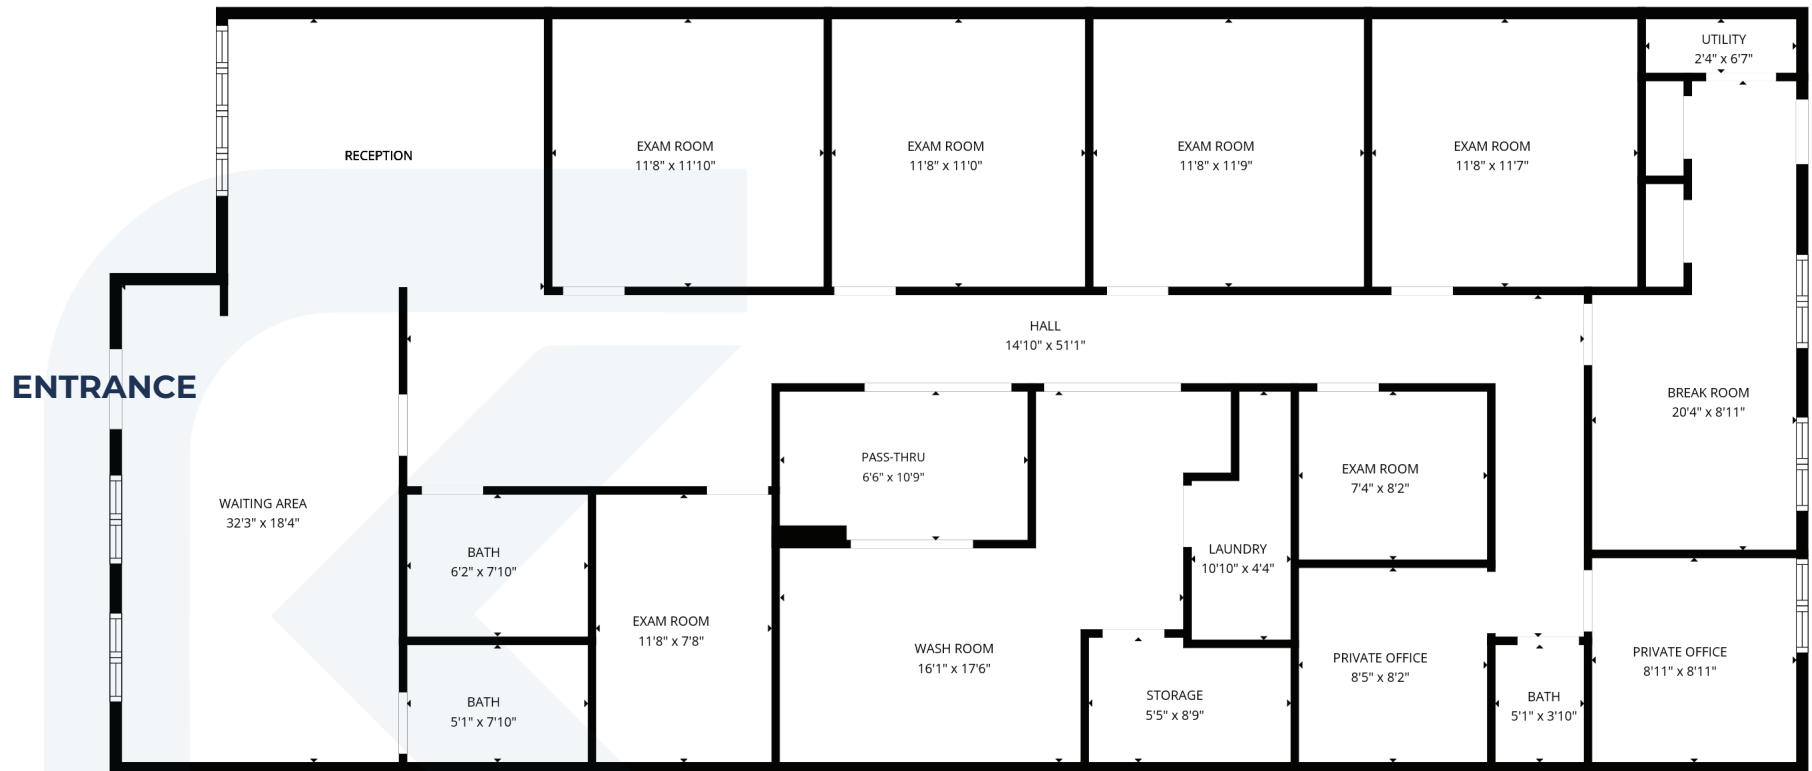 UTILITY
2'4" x 6'7"
RECEPTION
EXAM ROOM
11'8" x 11'10"
EXAM ROOM
11'8" x 11'0"
EXAM ROOM
11'8" x 11'9"
EXAM ROOM
11'8" x 11'7"
HALL
14'10" x 51'1"
ENTRANCE
BREAK ROOM
20'4" x 8'11"
PASS-THRU
6'6" x 10'9"
EXAM ROOM
7'4" x 8'2"
WAITING AREA
32'3" x 18'4"
BATH
6'2" x 7'10"
LAUNDRY
10'10" x 4'4"
EXAM ROOM
11'8" x 7'8"
WASH ROOM
16'1" x 17'6"
PRIVATE OFFICE
8'5" x 8'2"
PRIVATE OFFICE
8'11" x 8'11"
BATH
5'1" x 7'10"
STORAGE
5'5" x 8'9"
BATH
5'1" x 3'10"